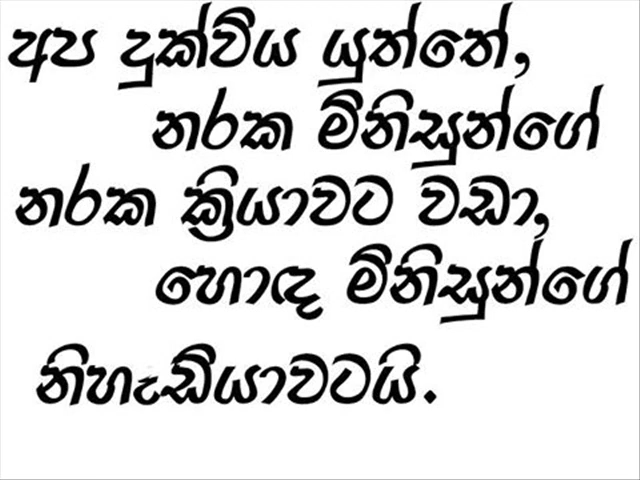 අප දුක්විය යුත්තේ,
නරක මිනිසුන්ගේ
නරක ක්‍රියාවට වඩා,
හොඳ මිනිසුන්ගේ
නිහෑඩියාවටයි.